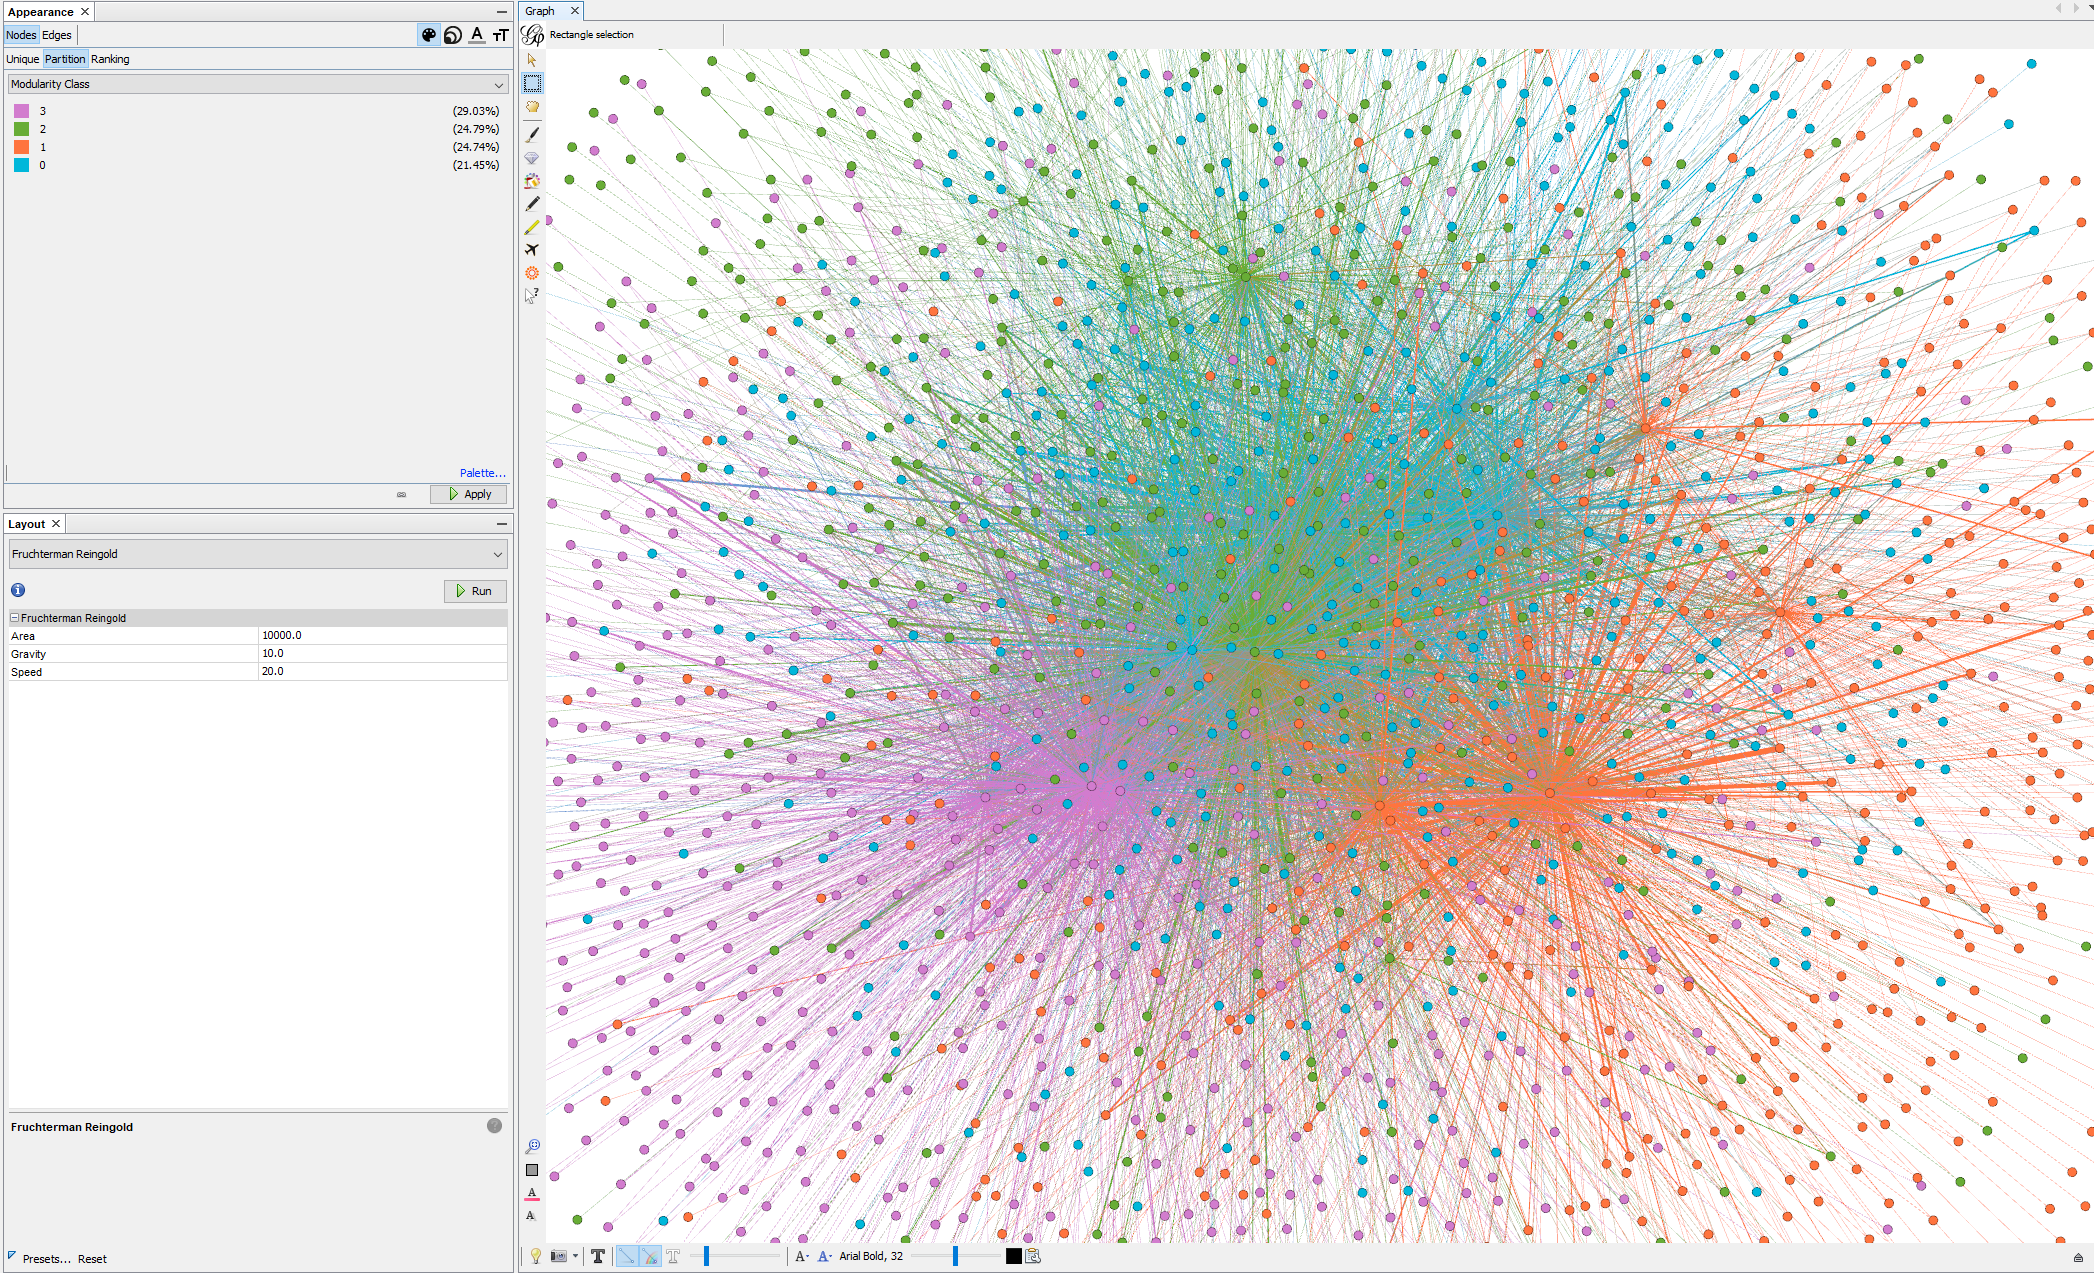 Appearance
Nodes Edges
A TT
Unique Partition Ranking
Modularity Class
3 (29.03%)
2 (24.79%)
1 (24.74%)
0 (21.45%)
Palette...
Apply
Layout
Fruchterman Reingold
Run
Fruchterman Reingold
Area 10000.0
Gravity 10.0
Speed 20.0
Fruchterman Reingold
?
Presets... Reset
Graph
Rectangle selection
?
A
A
T T A A Arial Bold, 32